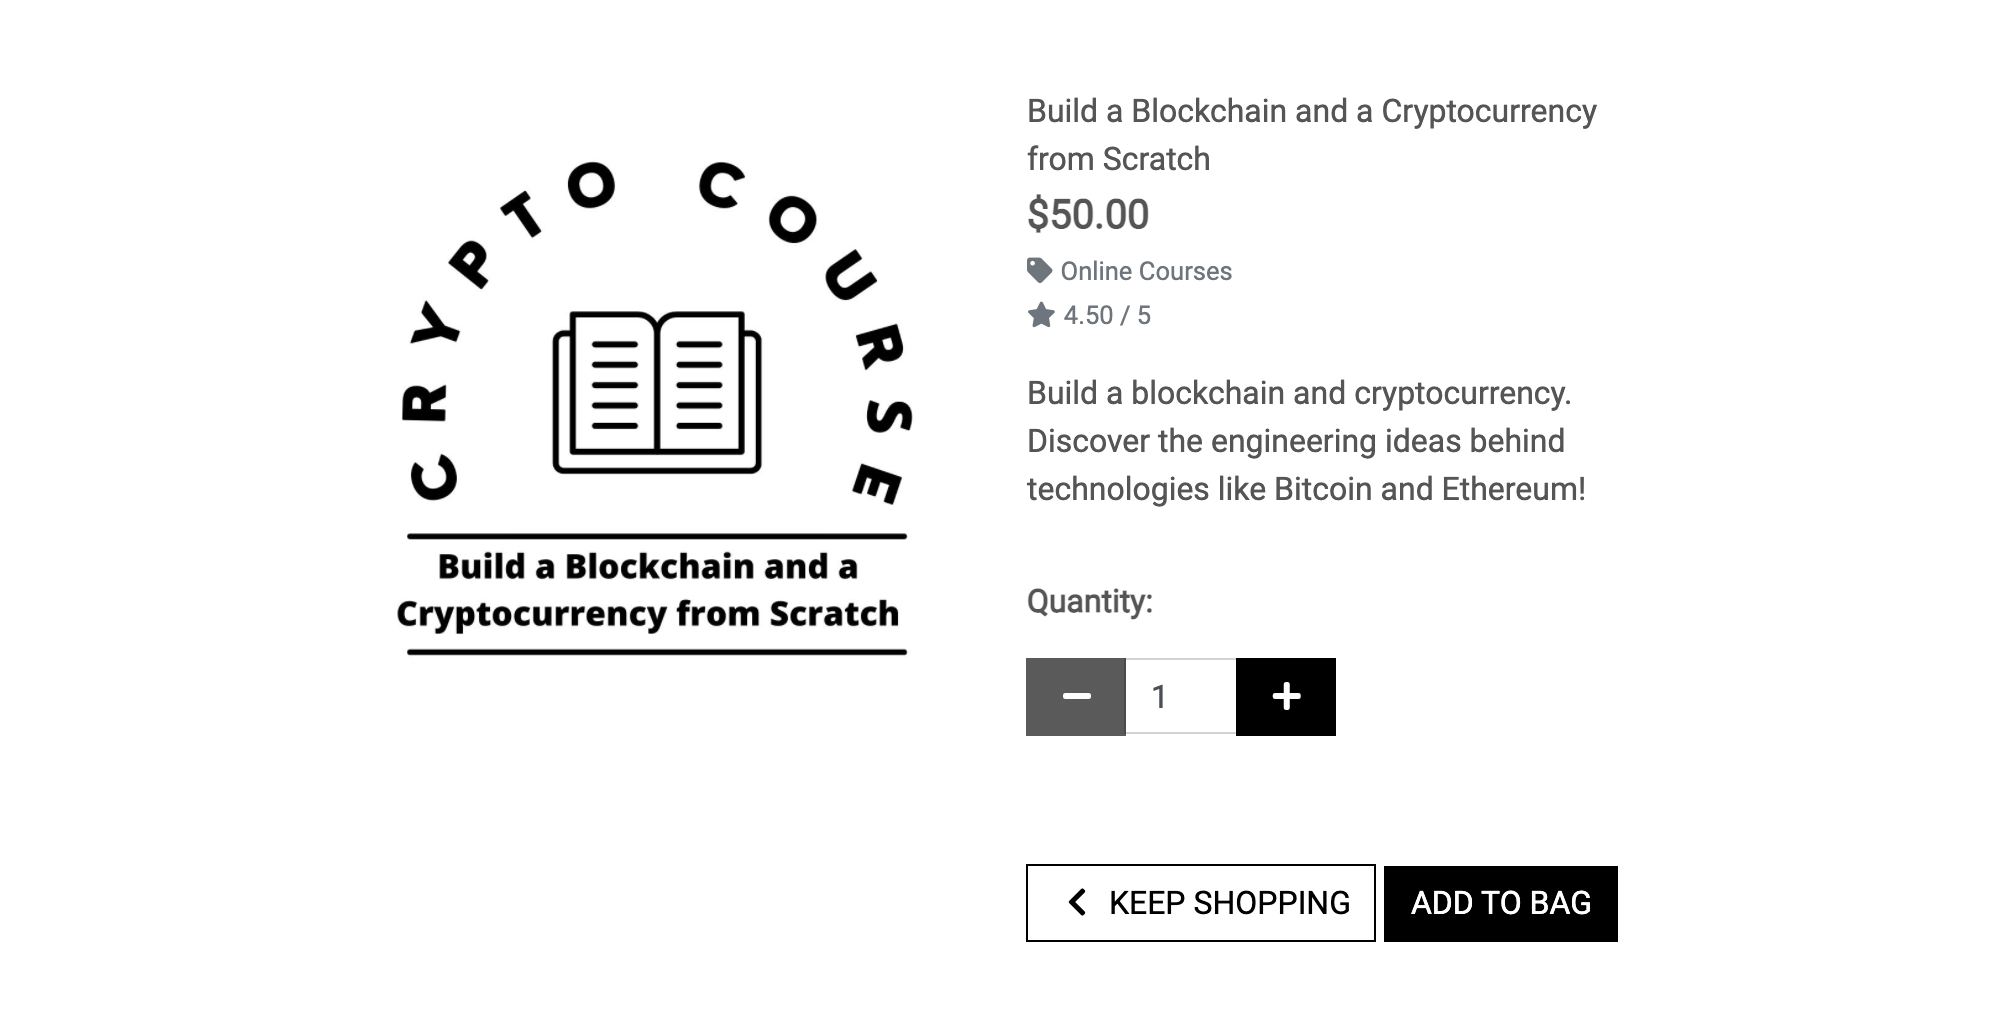 CRYPTO COURSE
Build a Blockchain and a
Cryptocurrency from Scratch
Build a Blockchain and a Cryptocurrency
from Scratch
$50.00
Online Courses
4.50 / 5
Build a blockchain and cryptocurrency.
Discover the engineering ideas behind
technologies like Bitcoin and Ethereum!
Quantity:
1
KEEP SHOPPING
ADD TO BAG